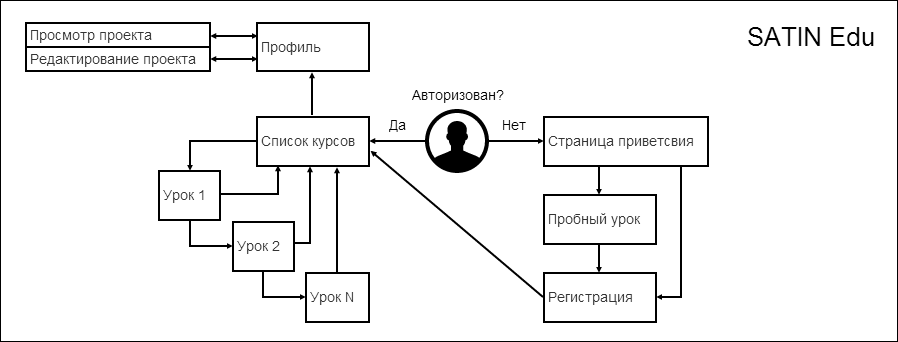 SATIN Edu
Просмотр проекта
Редактирование проекта
Профиль
Авторизован?
Да
Нет
Список курсов
Страница приветсвия
Урок 1
Пробный урок
Урок 2
Урок N
Регистрация